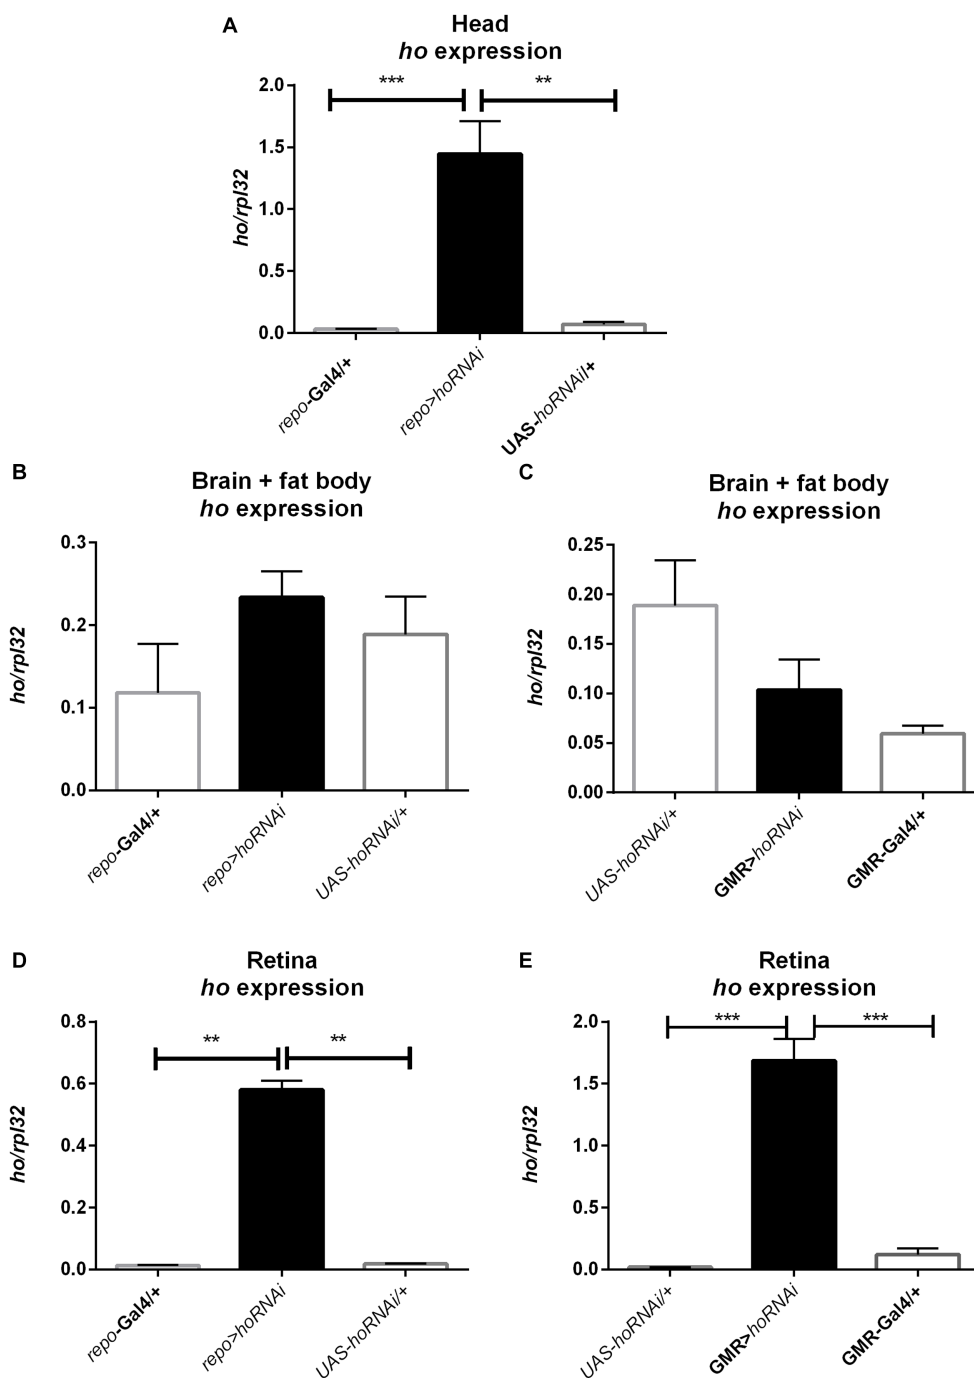 A
Head
ho expression
***
**
2.0
1.5
1.0
0.5
0.0
ho/rpl32
repo-Gal4/+
repo>hoRNAi
UAS-hoRNAi/+
B
Brain + fat body
ho expression
0.3
0.2
0.1
0.0
ho/rpl32
repo-Gal4/+
repo>hoRNAi
UAS-hoRNAi/+
C
Brain + fat body
ho expression
0.25
0.20
0.15
0.10
0.05
0.00
ho/rpl32
UAS-hoRNAi/+
GMR>hoRNAi
GMR-Gal4/+
D
Retina
ho expression
**
**
0.8
0.6
0.4
0.2
0.0
ho/rpl32
repo-Gal4/+
repo>hoRNAi
UAS-hoRNAi/+
E
Retina
ho expression
***
***
2.0
1.5
1.0
0.5
0.0
ho/rpl32
UAS-hoRNAi/+
GMR>hoRNAi
GMR-Gal4/+